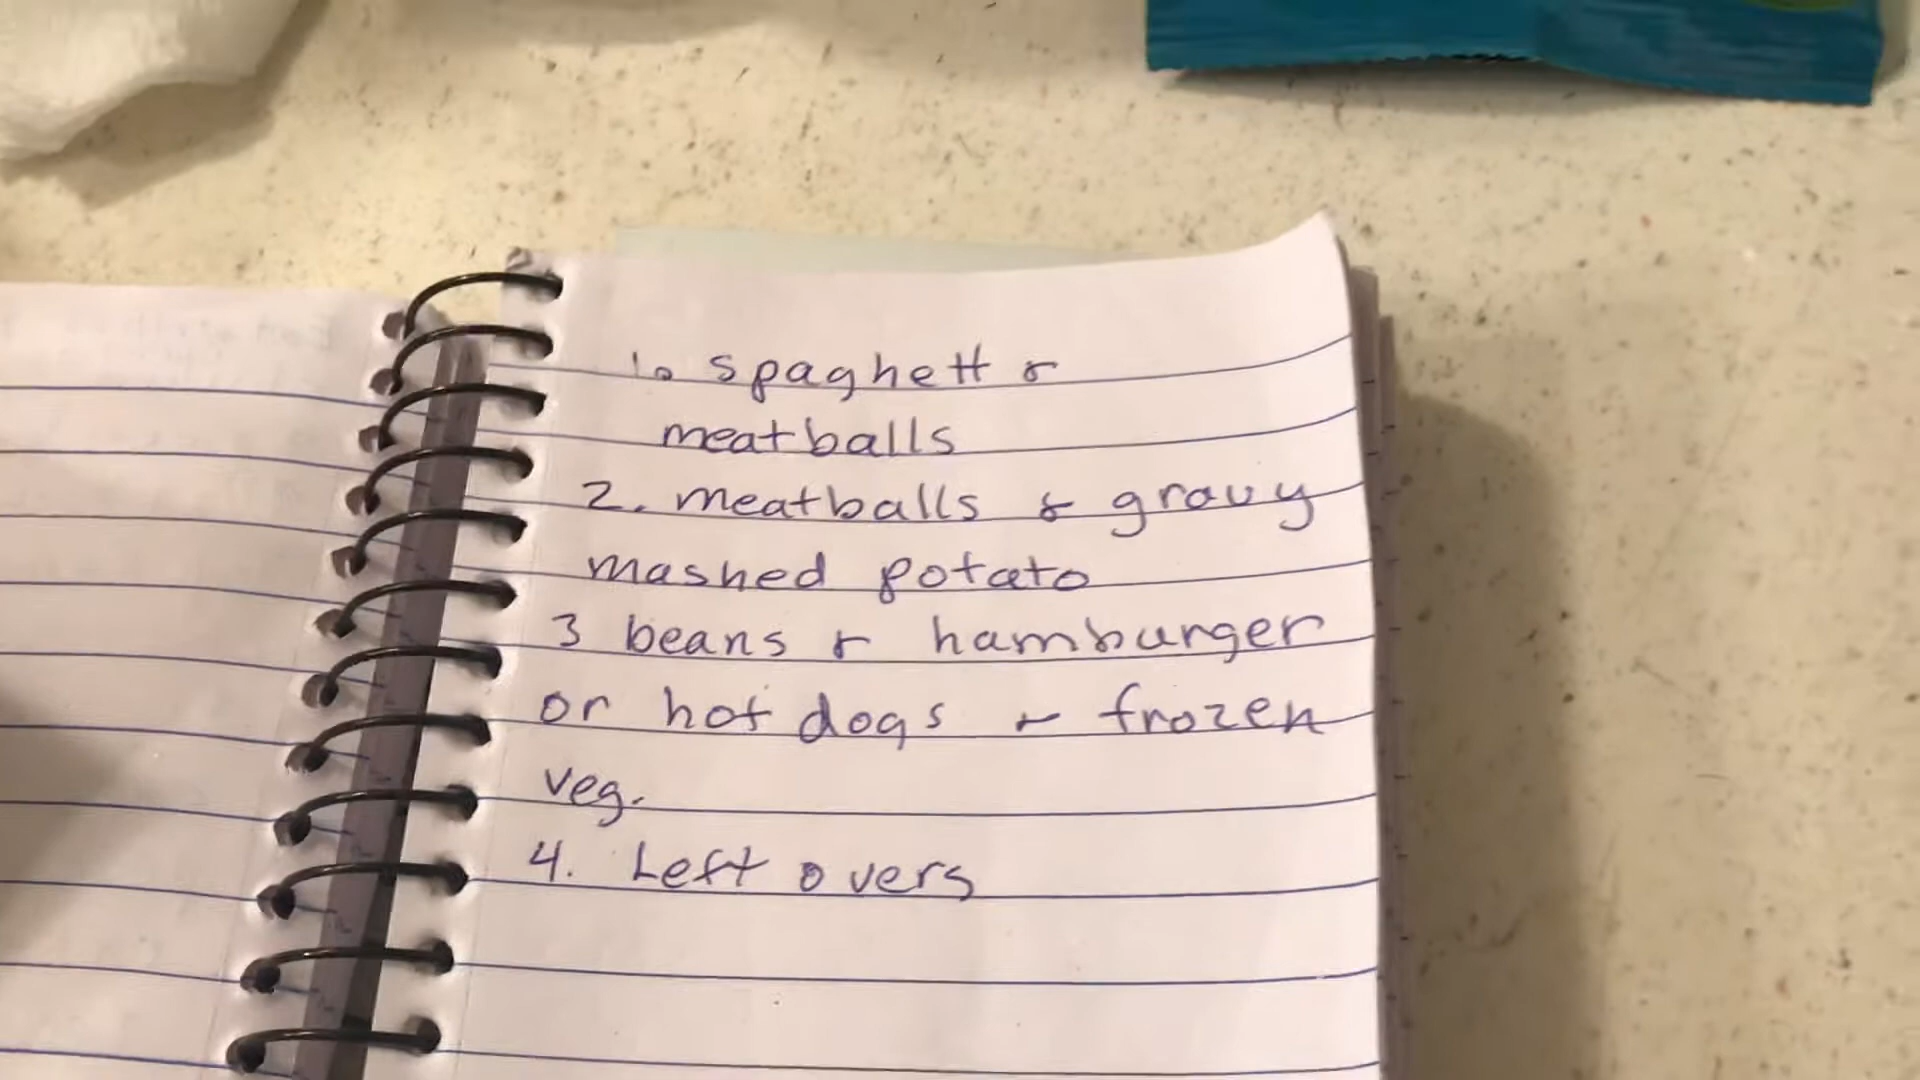 1. spaghetti &
meatballs
2. meatballs & gravy
mashed potato
3 beans & hamburger
or hot dogs & frozen
veg.
4. Left overs